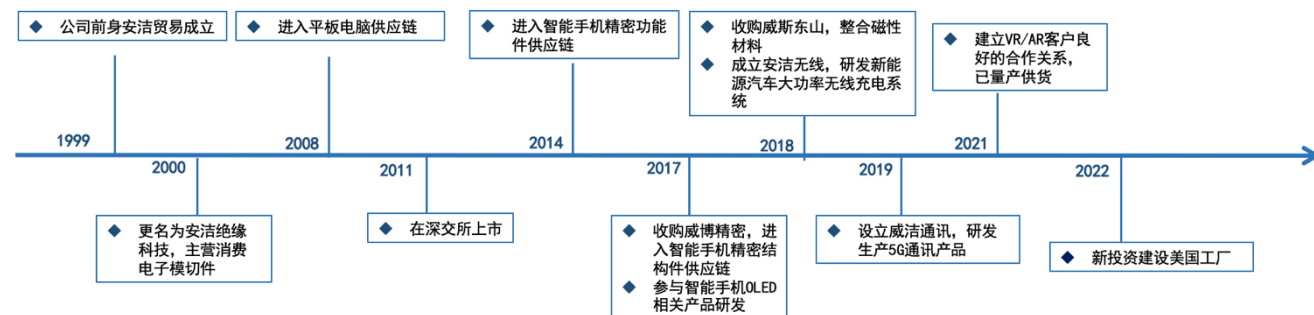 ◆ 公司前身安洁贸易成立
1999
◆ 更名为安洁绝缘
科技，主营消费
电子模切件
2000
◆ 进入平板电脑供应链
2008
◆ 在深交所上市
2011
◆ 进入智能手机精密功能
件供应链
2014
◆ 收购威博精密，进
入智能手机精密结
构件供应链
◆ 参与智能手机OLED
相关产品研发
2017
◆ 收购威斯东山，整合磁性
材料
◆ 成立安洁无线，研发新能
源汽车大功率无线充电系
统
2018
◆ 设立威洁通讯，研发
生产5G通讯产品
2019
◆ 建立VR/AR客户良
好的合作关系，
已量产供货
2021
◆ 新投资建设美国工厂
2022